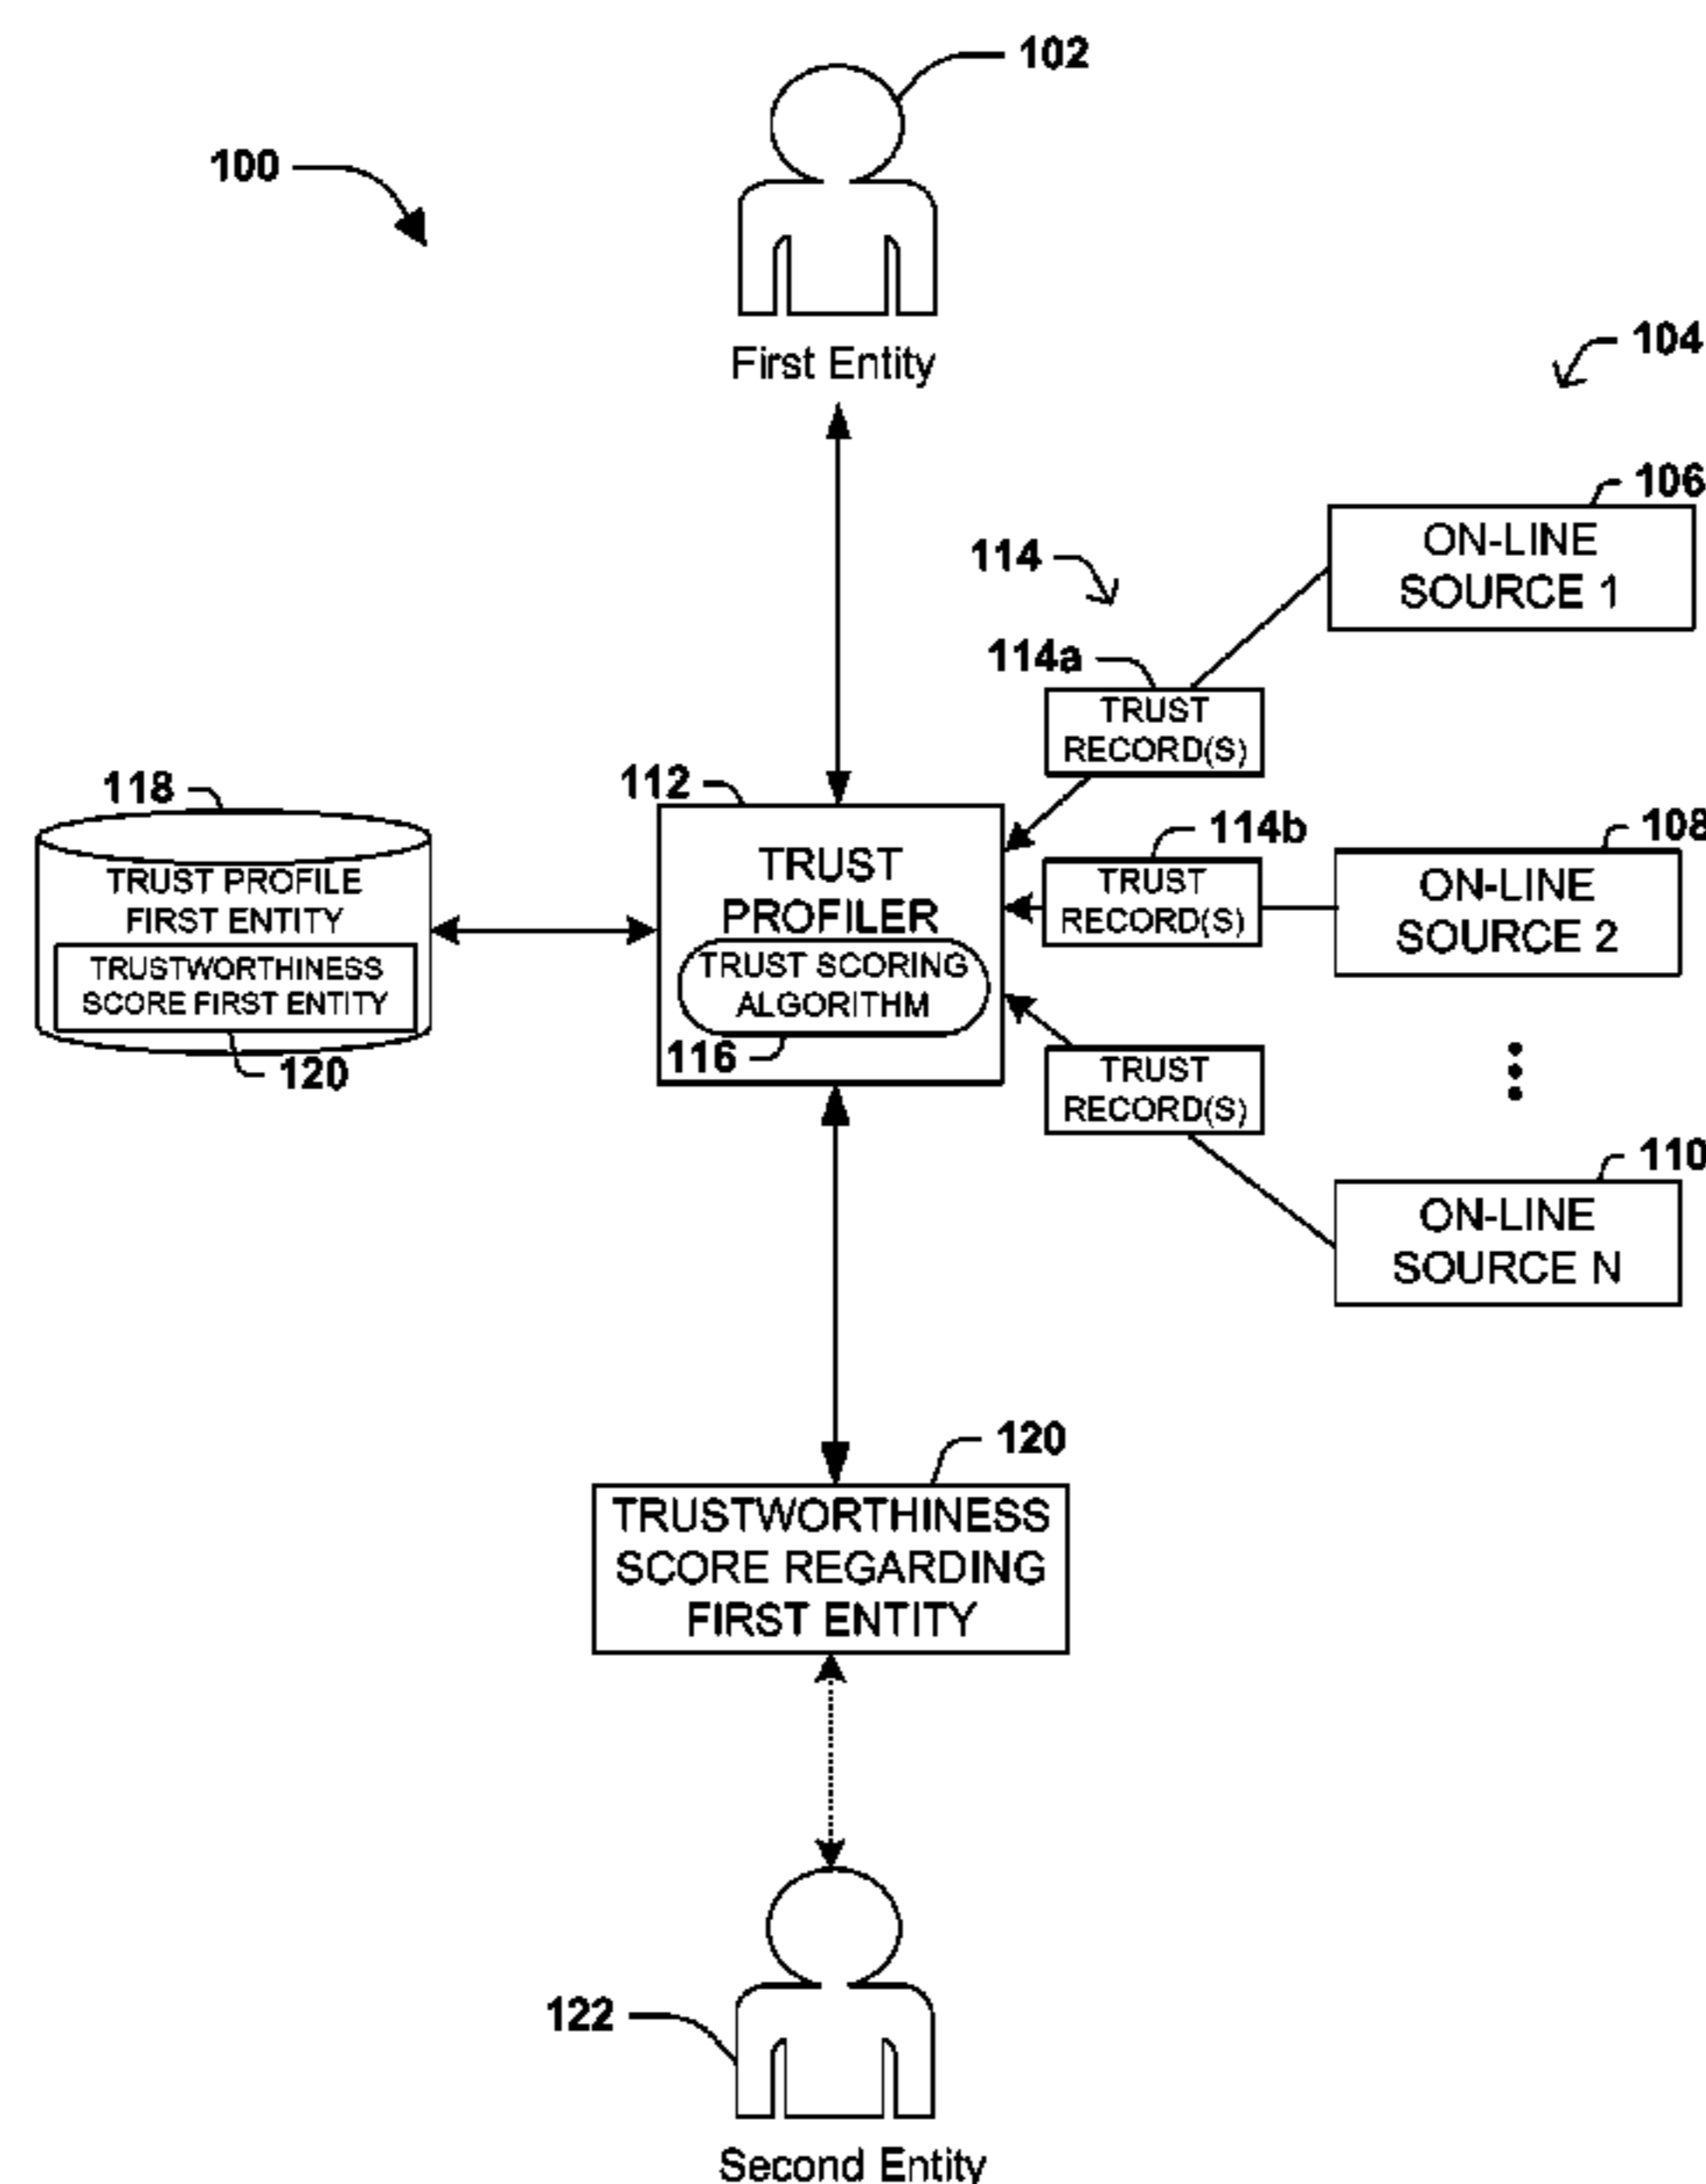 102
100
First Entity
104
106
ON-LINE
SOURCE 1
114
114a
TRUST
RECORD(S)
118
TRUST PROFILE
FIRST ENTITY
TRUSTWORTHINESS
SCORE FIRST ENTITY
120
112
TRUST
PROFILER
TRUST SCORING
ALGORITHM
116
114b
TRUST
RECORD(S)
108
ON-LINE
SOURCE 2
TRUST
RECORD(S)
110
ON-LINE
SOURCE N
120
TRUSTWORTHINESS
SCORE REGARDING
FIRST ENTITY
122
Second Entity